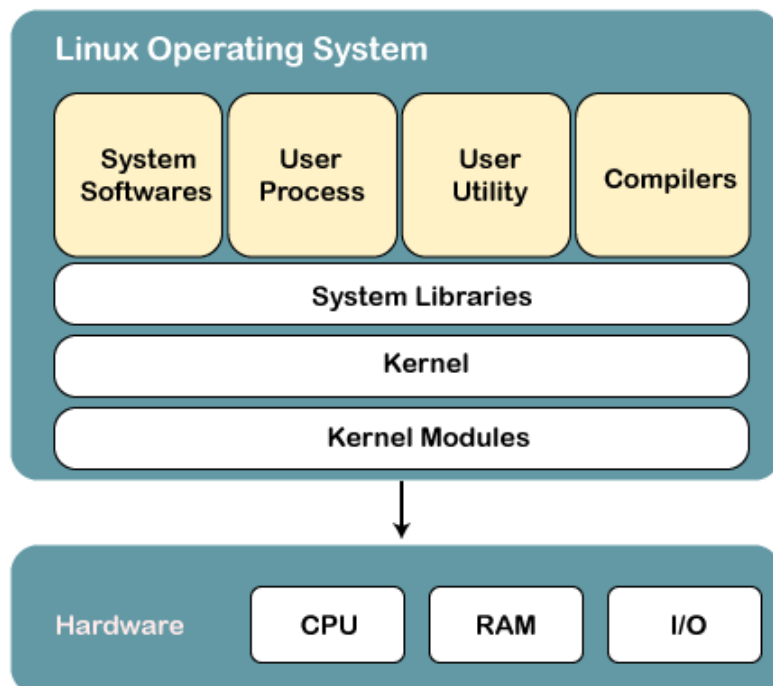 Linux Operating System
System
Softwares
User
Process
User
Utility
Compilers
System Libraries
Kernel
Kernel Modules
Hardware
CPU
RAM
I/O